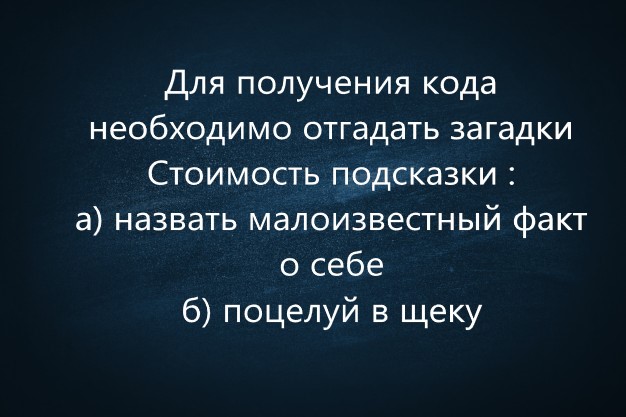 Для получения кода
необходимо отгадать загадки
Стоимость подсказки :
а) назвать малоизвестный факт
о себе
б) поцелуй в щеку